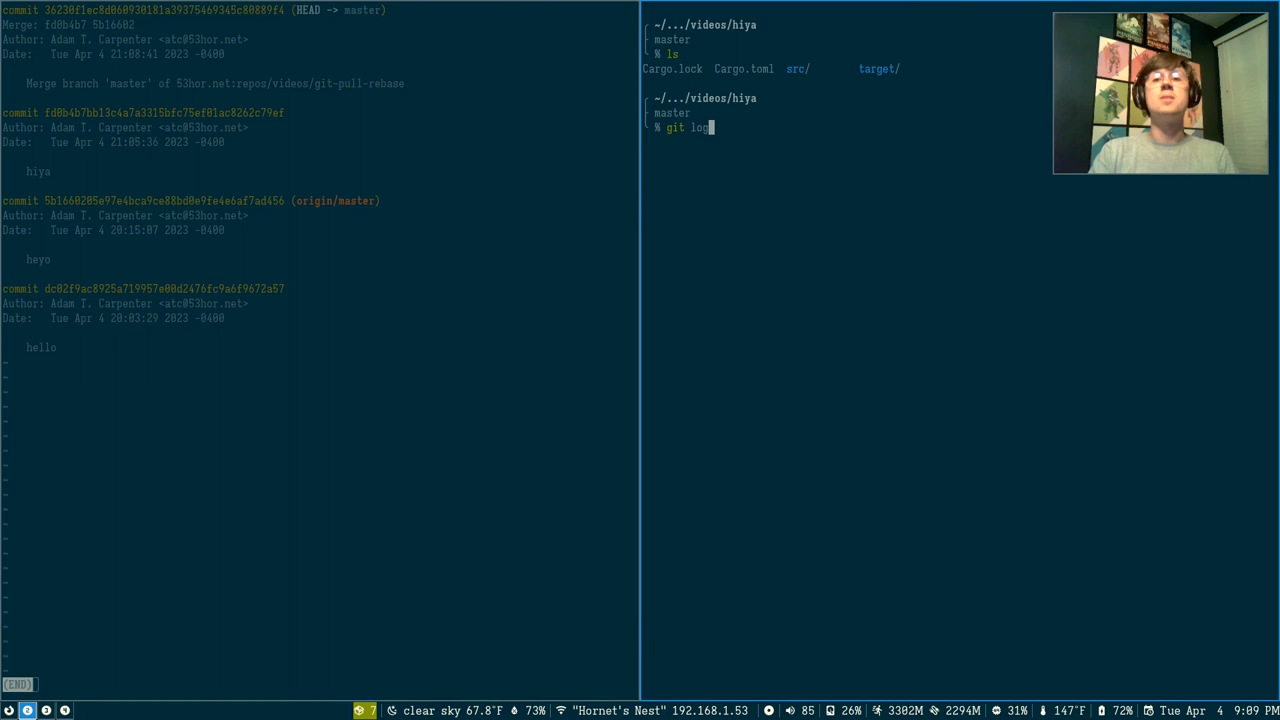 commit 36230f1ec8d060930181a39375469345c80889f4 (HEAD -> master)
Merge: fd0b4b7 5b16602
Author: Adam T. Carpenter <atc@53hor.net>
Date:   Tue Apr 4 21:08:41 2023 -0400
Merge branch 'master' of 53hor.net:repos/videos/git-pull-rebase
commit fd0b4b7bb13c4a7a3315bfc75ef01ac8262c79ef
Author: Adam T. Carpenter <atc@53hor.net>
Date:   Tue Apr 4 21:05:36 2023 -0400
hiya
commit 5b1660205e97e4bca9ce88bd0e9fe4e6af7ad456 (origin/master)
Author: Adam T. Carpenter <atc@53hor.net>
Date:   Tue Apr 4 20:15:07 2023 -0400
heyo
commit dc02f9ac8925a719957e00d2476fc9a6f9672a57
Author: Adam T. Carpenter <atc@53hor.net>
Date:   Tue Apr 4 20:03:29 2023 -0400
hello
(END)
~/.../videos/hiya
master
% ls
Cargo.lock  Cargo.toml  src/        target/
~/.../videos/hiya
master
% git log
2 3 4 7 clear sky 67.8°F 73% "Hornet's Nest" 192.168.1.53 85 26% 3302M 2294M 31% 147°F 72% Tue Apr  4  9:09 PM